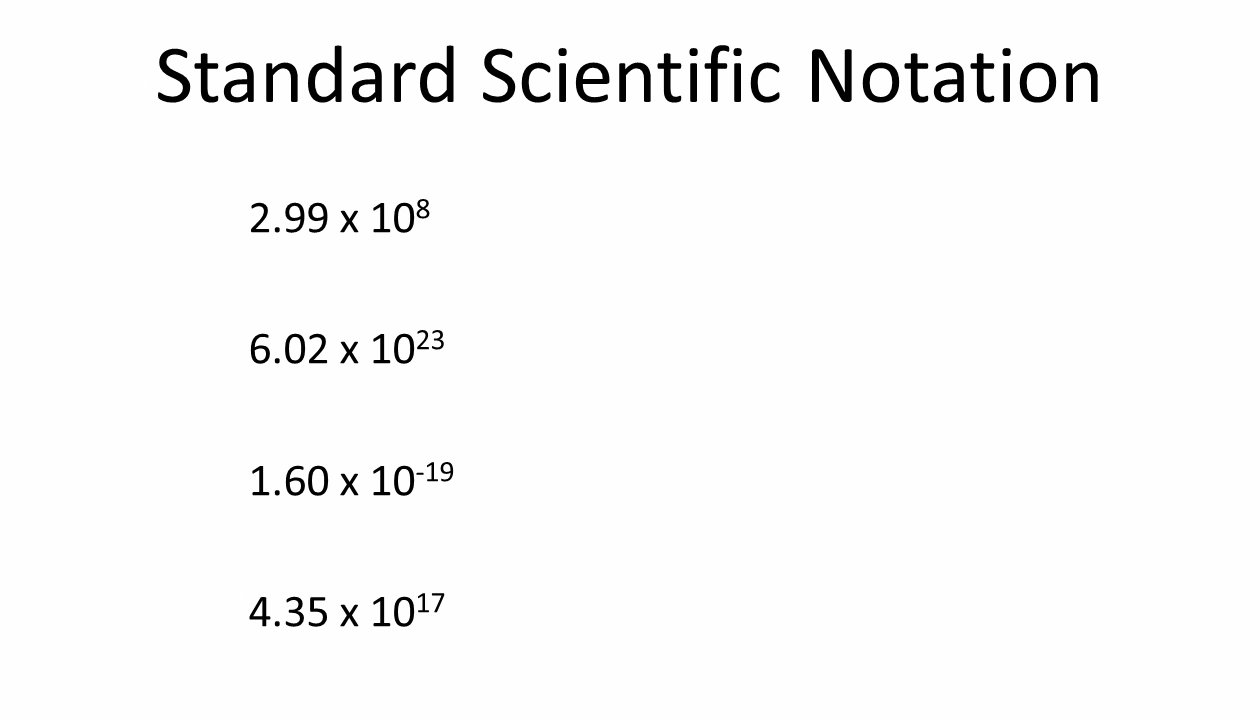 Standard Scientific Notation
2.99 x 10⁸
6.02 x 10²³
1.60 x 10⁻¹⁹
4.35 x 10¹⁷